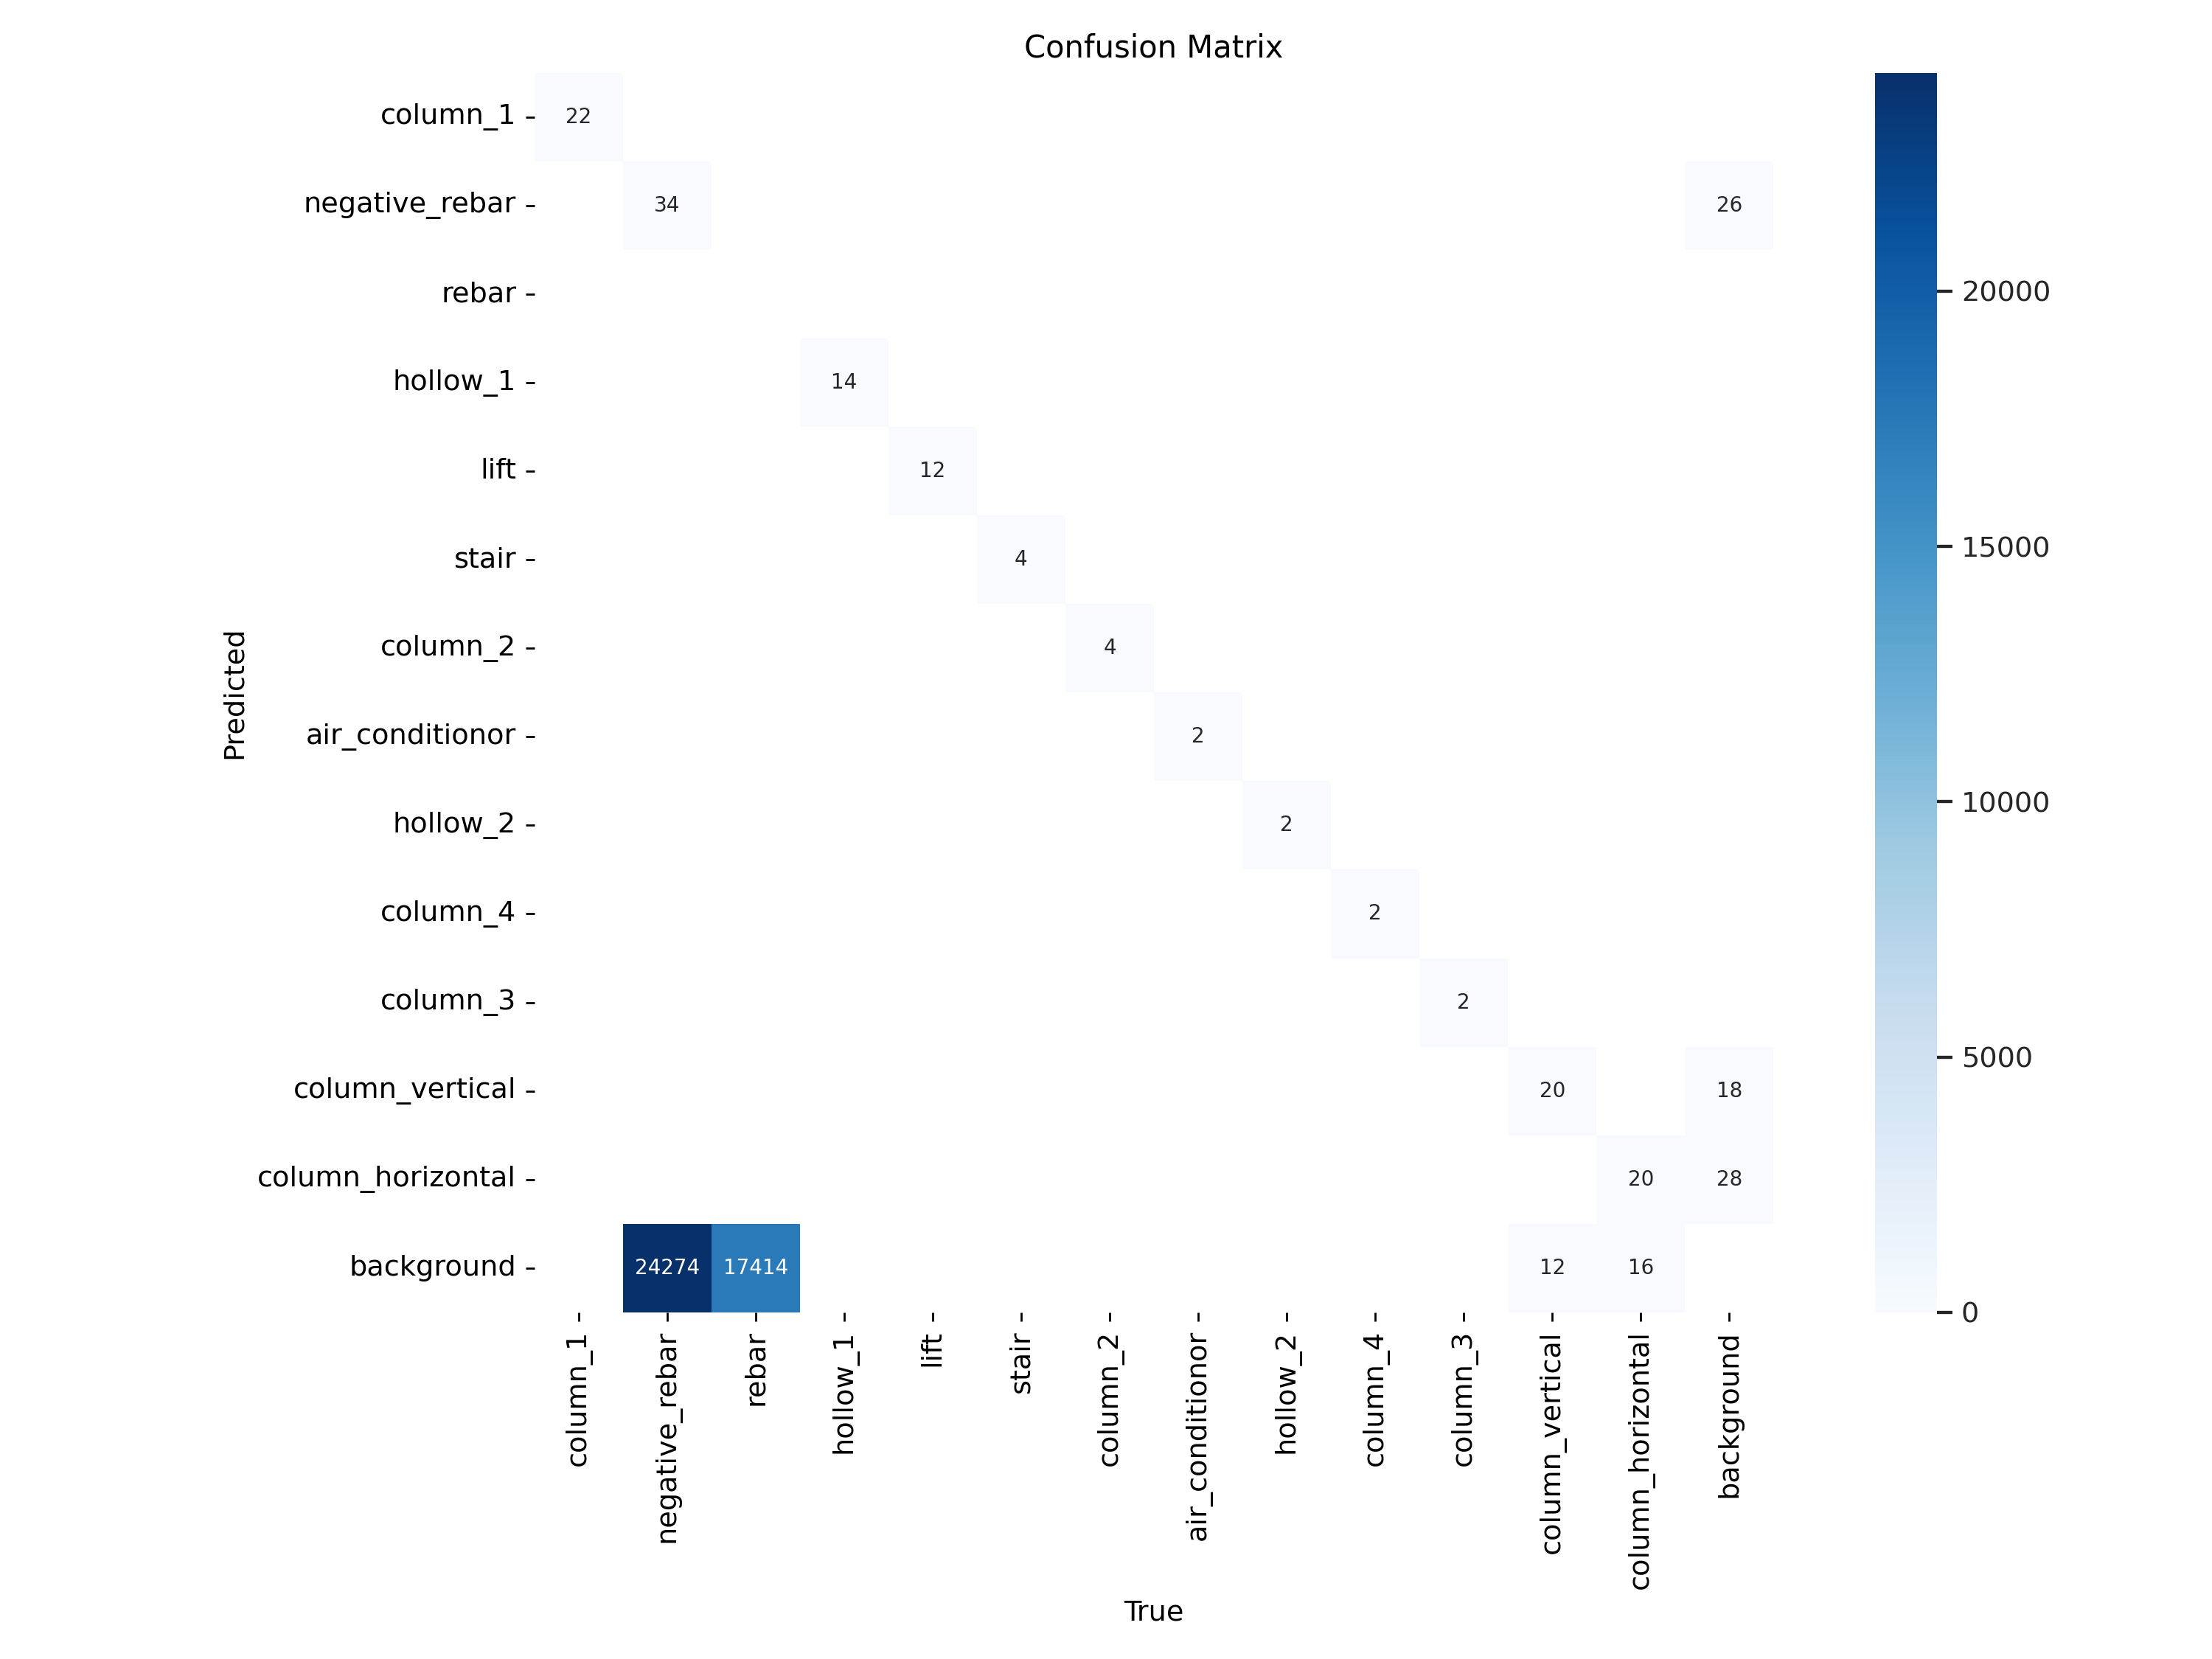 Confusion Matrix
column_1 22
negative_rebar 34 26
rebar
hollow_1 14
lift 12
stair 4
column_2 4
air_conditionor 2
hollow_2 2
column_4 2
column_3 2
column_vertical 20 18
column_horizontal 20 28
background 24274 17414 12 16
Predicted
column_1
negative_rebar
rebar
hollow_1
lift
stair
column_2
air_conditionor
hollow_2
column_4
column_3
column_vertical
column_horizontal
background
True
20000
15000
10000
5000
0